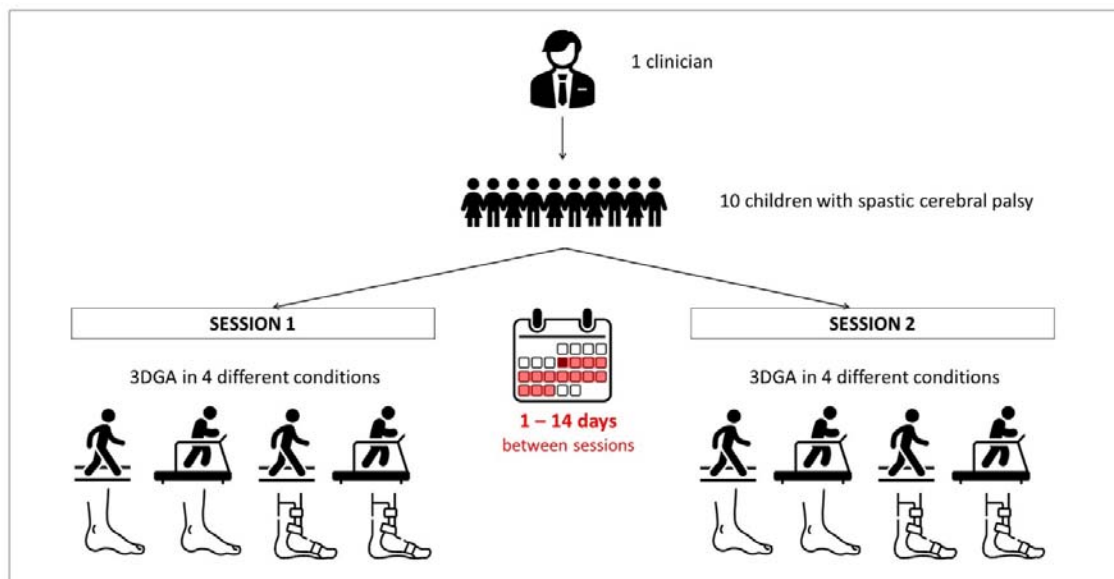 1 clinician
10 children with spastic cerebral palsy
SESSION 1
SESSION 2
3DGA in 4 different conditions
3DGA in 4 different conditions
1 – 14 days
between sessions